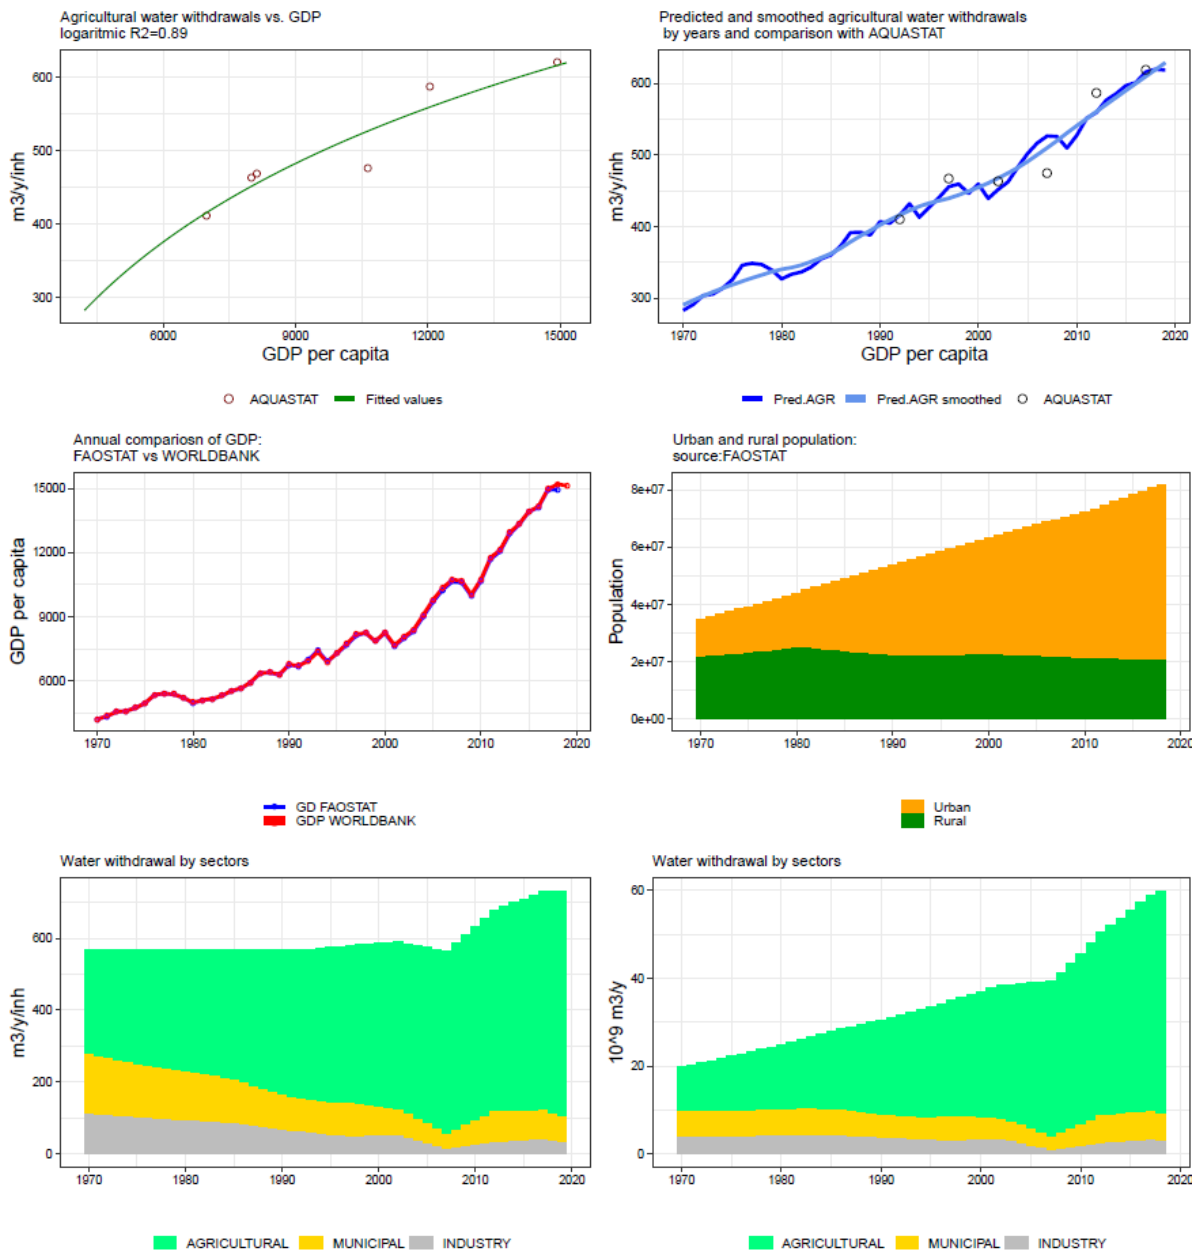 Agricultural water withdrawals vs. GDP
logaritmic R2=0.89
600
500
400
300
m3/y/inh
6000
9000
12000
15000
GDP per capita
AQUASTAT
Fitted values
Predicted and smoothed agricultural water withdrawals
by years and comparison with AQUASTAT
600
500
400
300
m3/y/inh
1970
1980
1990
2000
2010
2020
GDP per capita
Pred.AGR
Pred.AGR smoothed
AQUASTAT
Annual compariosn of GDP:
FAOSTAT vs WORLDBANK
15000
12000
9000
6000
GDP per capita
1970
1980
1990
2000
2010
2020
GD FAOSTAT
GDP WORLDBANK
Urban and rural population:
source:FAOSTAT
8e+07
6e+07
4e+07
2e+07
0e+00
Population
1970
1980
1990
2000
2010
2020
Urban
Rural
Water withdrawal by sectors
600
400
200
0
m3/y/inh
1970
1980
1990
2000
2010
2020
AGRICULTURAL
MUNICIPAL
INDUSTRY
Water withdrawal by sectors
60
40
20
0
10^9 m3/y
1970
1980
1990
2000
2010
2020
AGRICULTURAL
MUNICIPAL
INDUSTRY